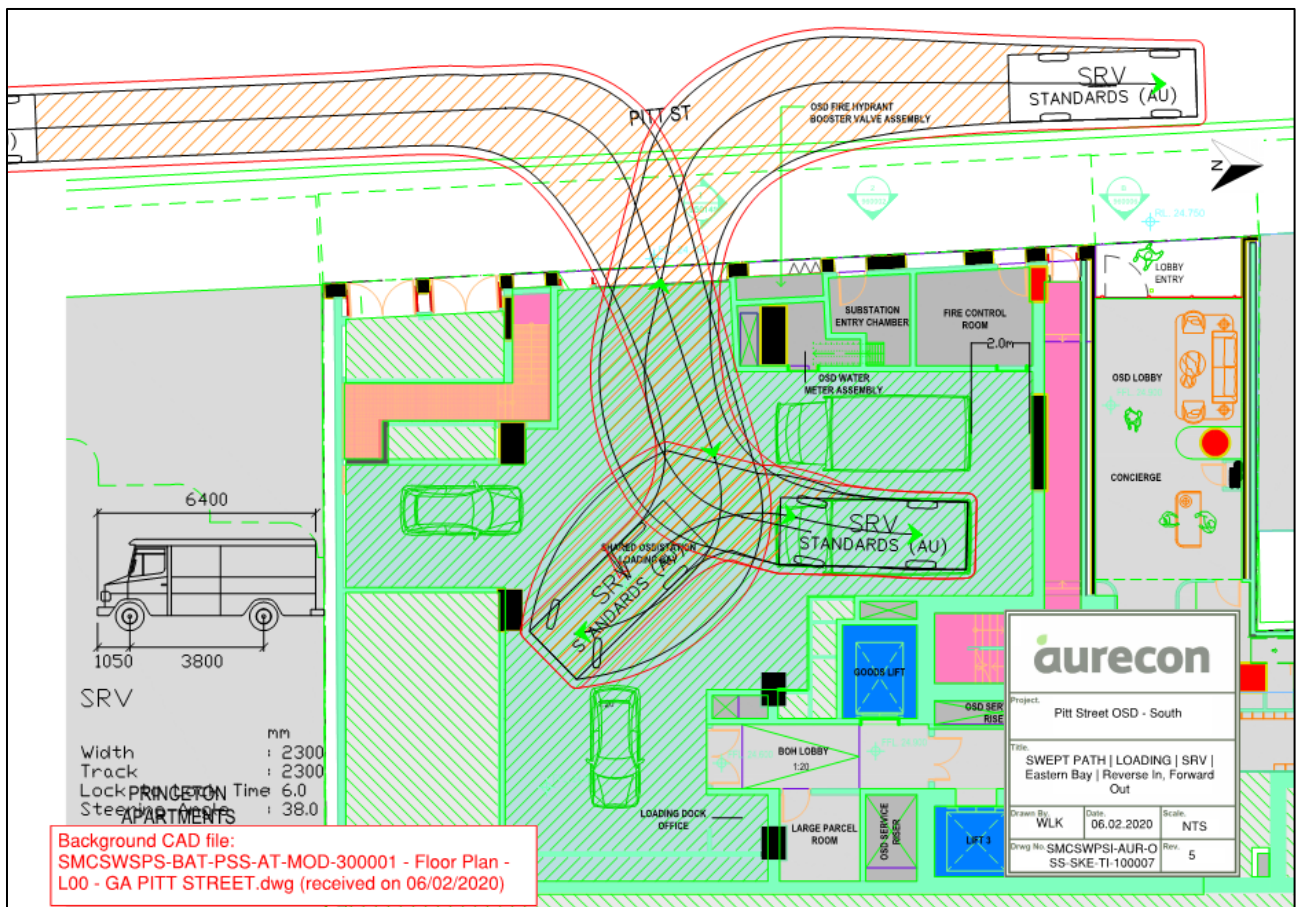 SRV
STANDARDS (AU)
PITT ST
OSD FIRE HYDRANT
BOOSTER VALVE ASSEMBLY
N
RL. 24.750
LOBBY
ENTRY
SUBSTATION
ENTRY CHAMBER
FIRE CONTROL
ROOM
2.0m
OSD WATER
METER ASSEMBLY
OSD LOBBY
CONCIERGE
6400
1050
3800
SRV
STANDARDS (AU)
SHARED OSD/STATION
LOADING BAY
SRV
STANDARDS (AU)
SRV
mm
Width : 2300
Track : 2300
Lock to Lock Time : 6.0
Steering Angle : 38.0
PRINCETON
APARTMENTS
GOODS LIFT
BOH LOBBY
1:20
LOADING DOCK
OFFICE
LARGE PARCEL
ROOM
OSD SERVICE
RISER
LIFT 3
OSD SER
RISE
aurecon
Project.
Pitt Street OSD - South
Title.
SWEPT PATH | LOADING | SRV |
Eastern Bay | Reverse In, Forward
Out
Drawn By.
WLK
Date.
06.02.2020
Scale.
NTS
Drwg No.
SMCSWPSI-AUR-O
SS-SKE-TI-100007
Rev.
5
Background CAD file:
SMCSWSPS-BAT-PSS-AT-MOD-300001 - Floor Plan -
L00 - GA PITT STREET.dwg (received on 06/02/2020)